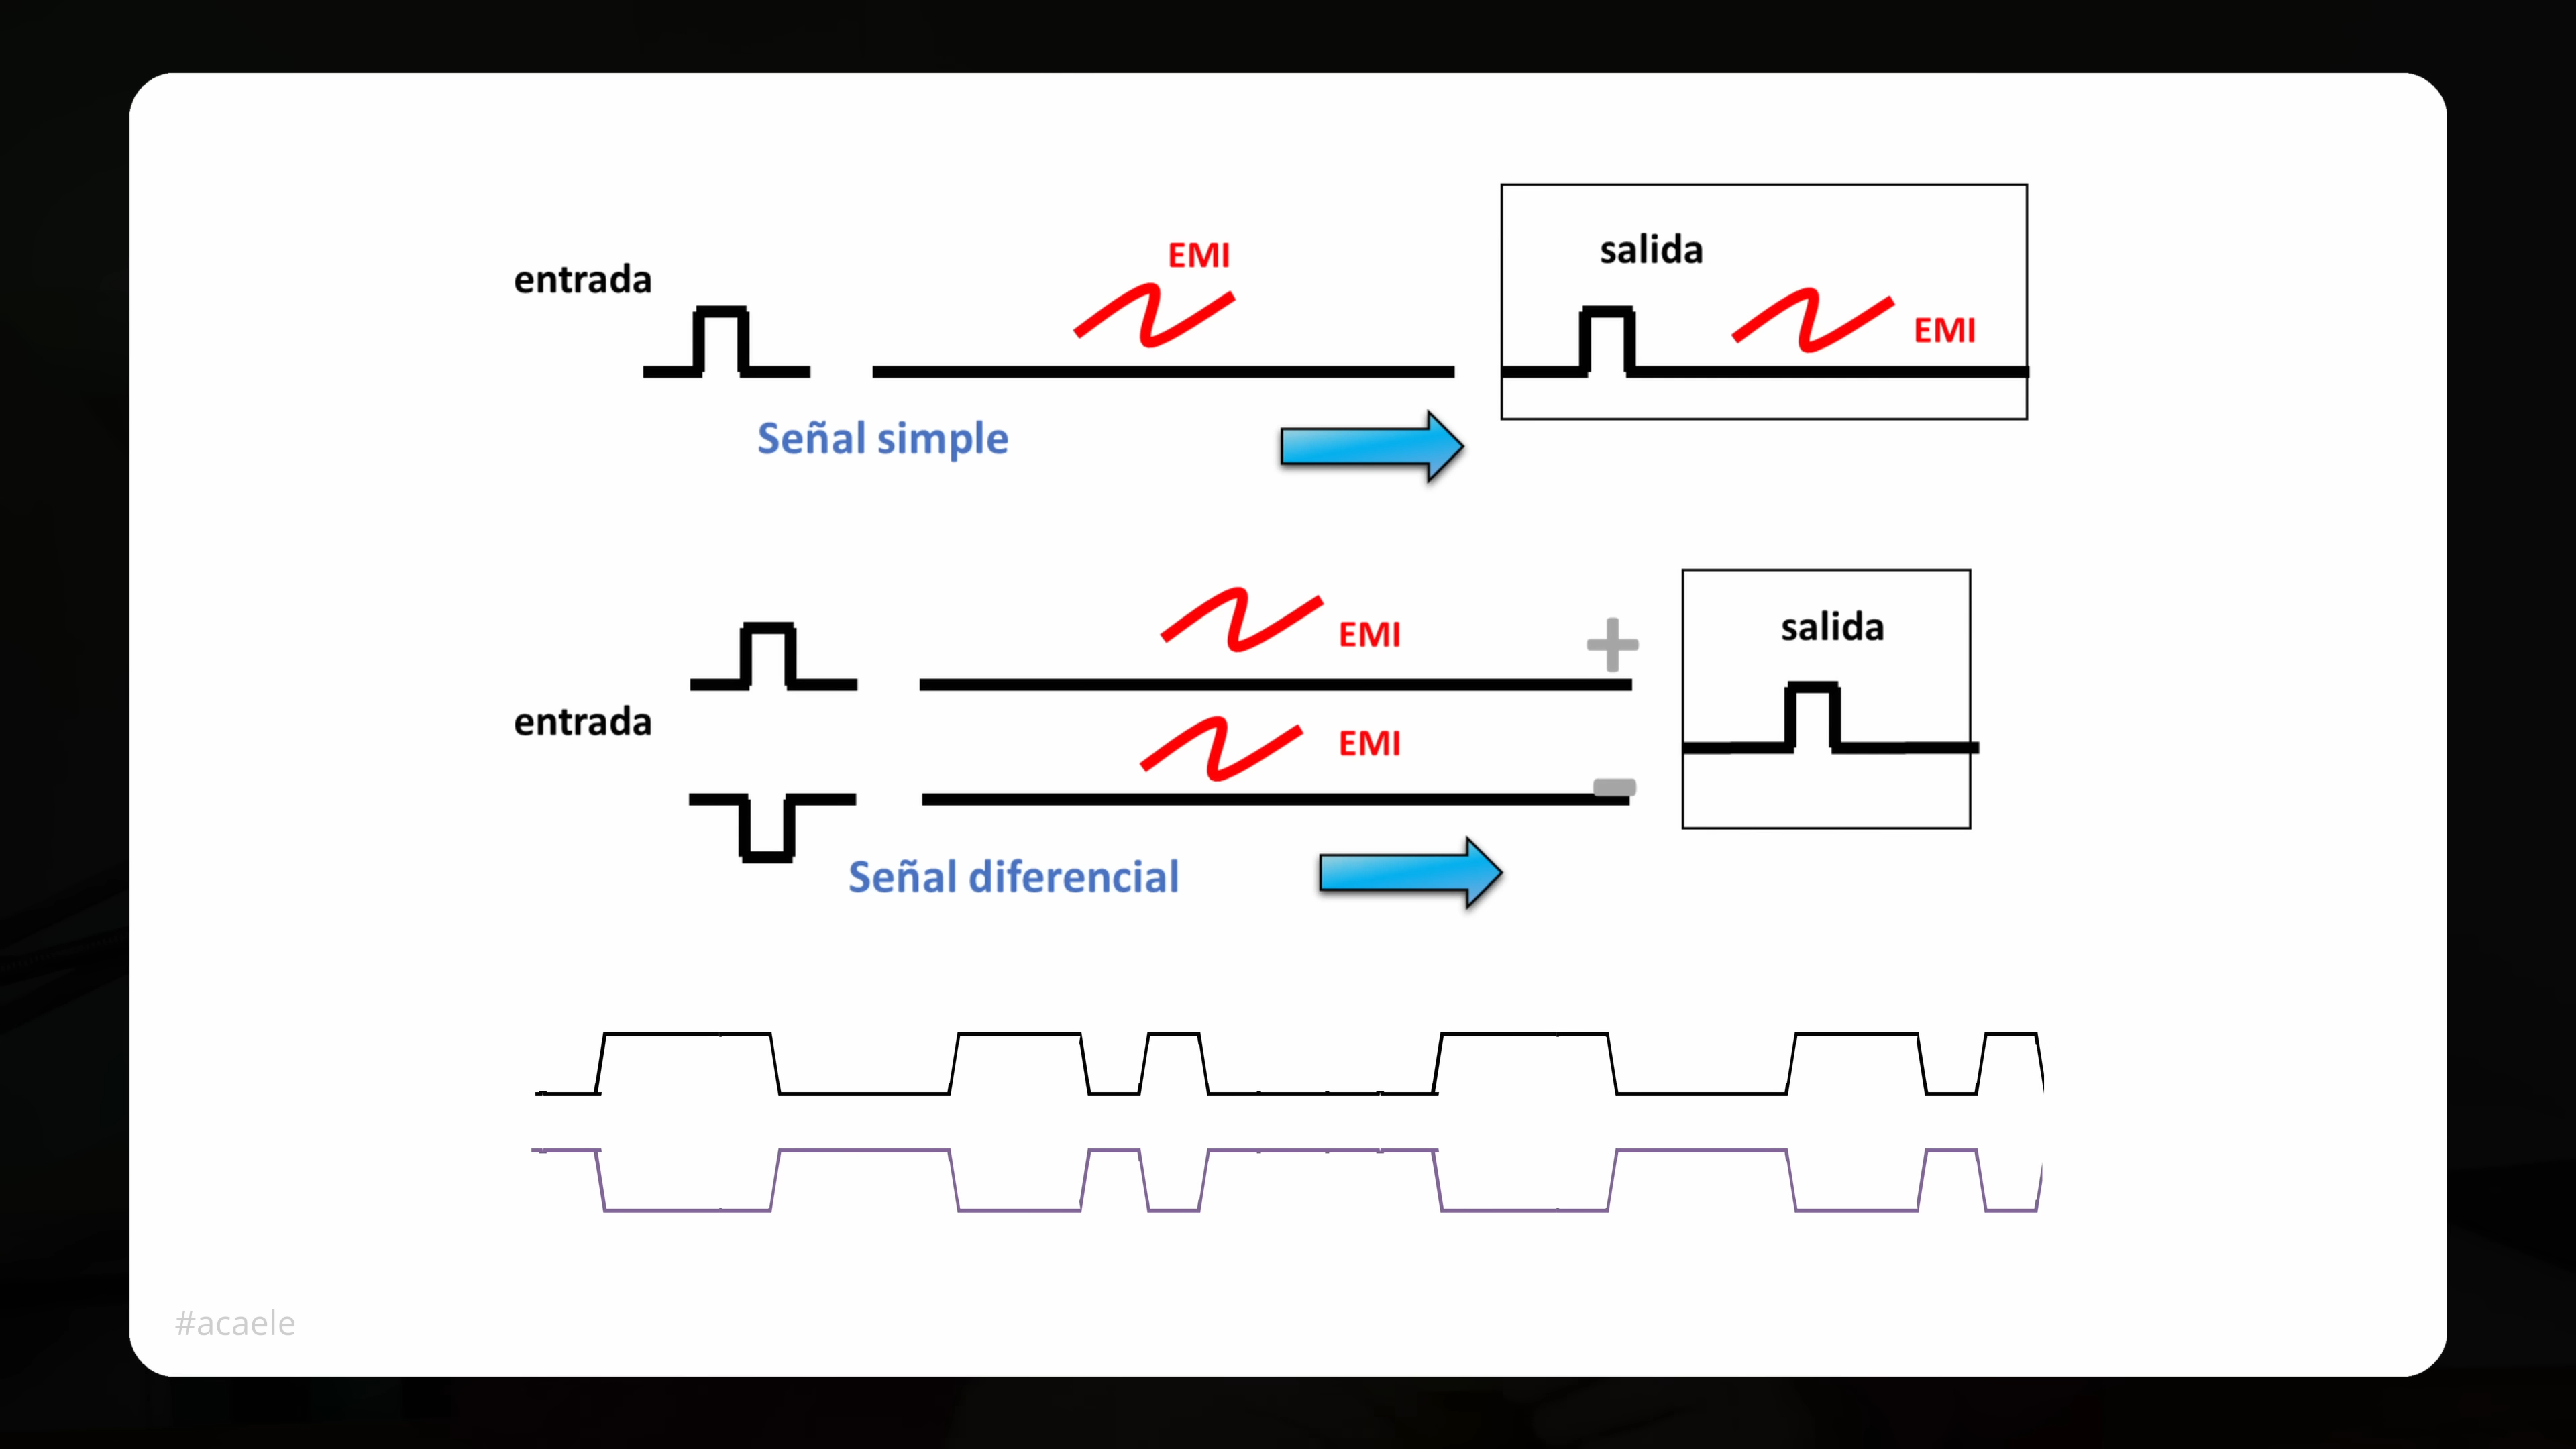 EMI
entrada
salida
EMI
Señal simple
EMI
salida
entrada
EMI
Señal diferencial
#acaele